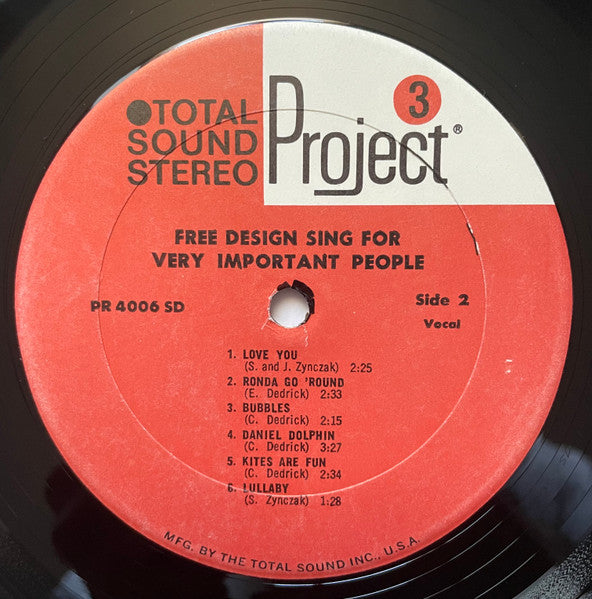 ●TOTAL
SOUND
STEREO
Project 3®
FREE DESIGN SING FOR
VERY IMPORTANT PEOPLE
PR 4006 SD
Side 2
Vocal
1. LOVE YOU
(S. and J. Zynczak) 2:25
2. RONDA GO 'ROUND
(E. Dedrick) 2:33
3. BUBBLES
(C. Dedrick) 2:15
4. DANIEL DOLPHIN
(C. Dedrick) 3:27
5. KITES ARE FUN
(C. Dedrick) 2:34
6. LULLABY
(S. Zynczak) 1:28
MFG. BY THE TOTAL SOUND INC., U.S.A.